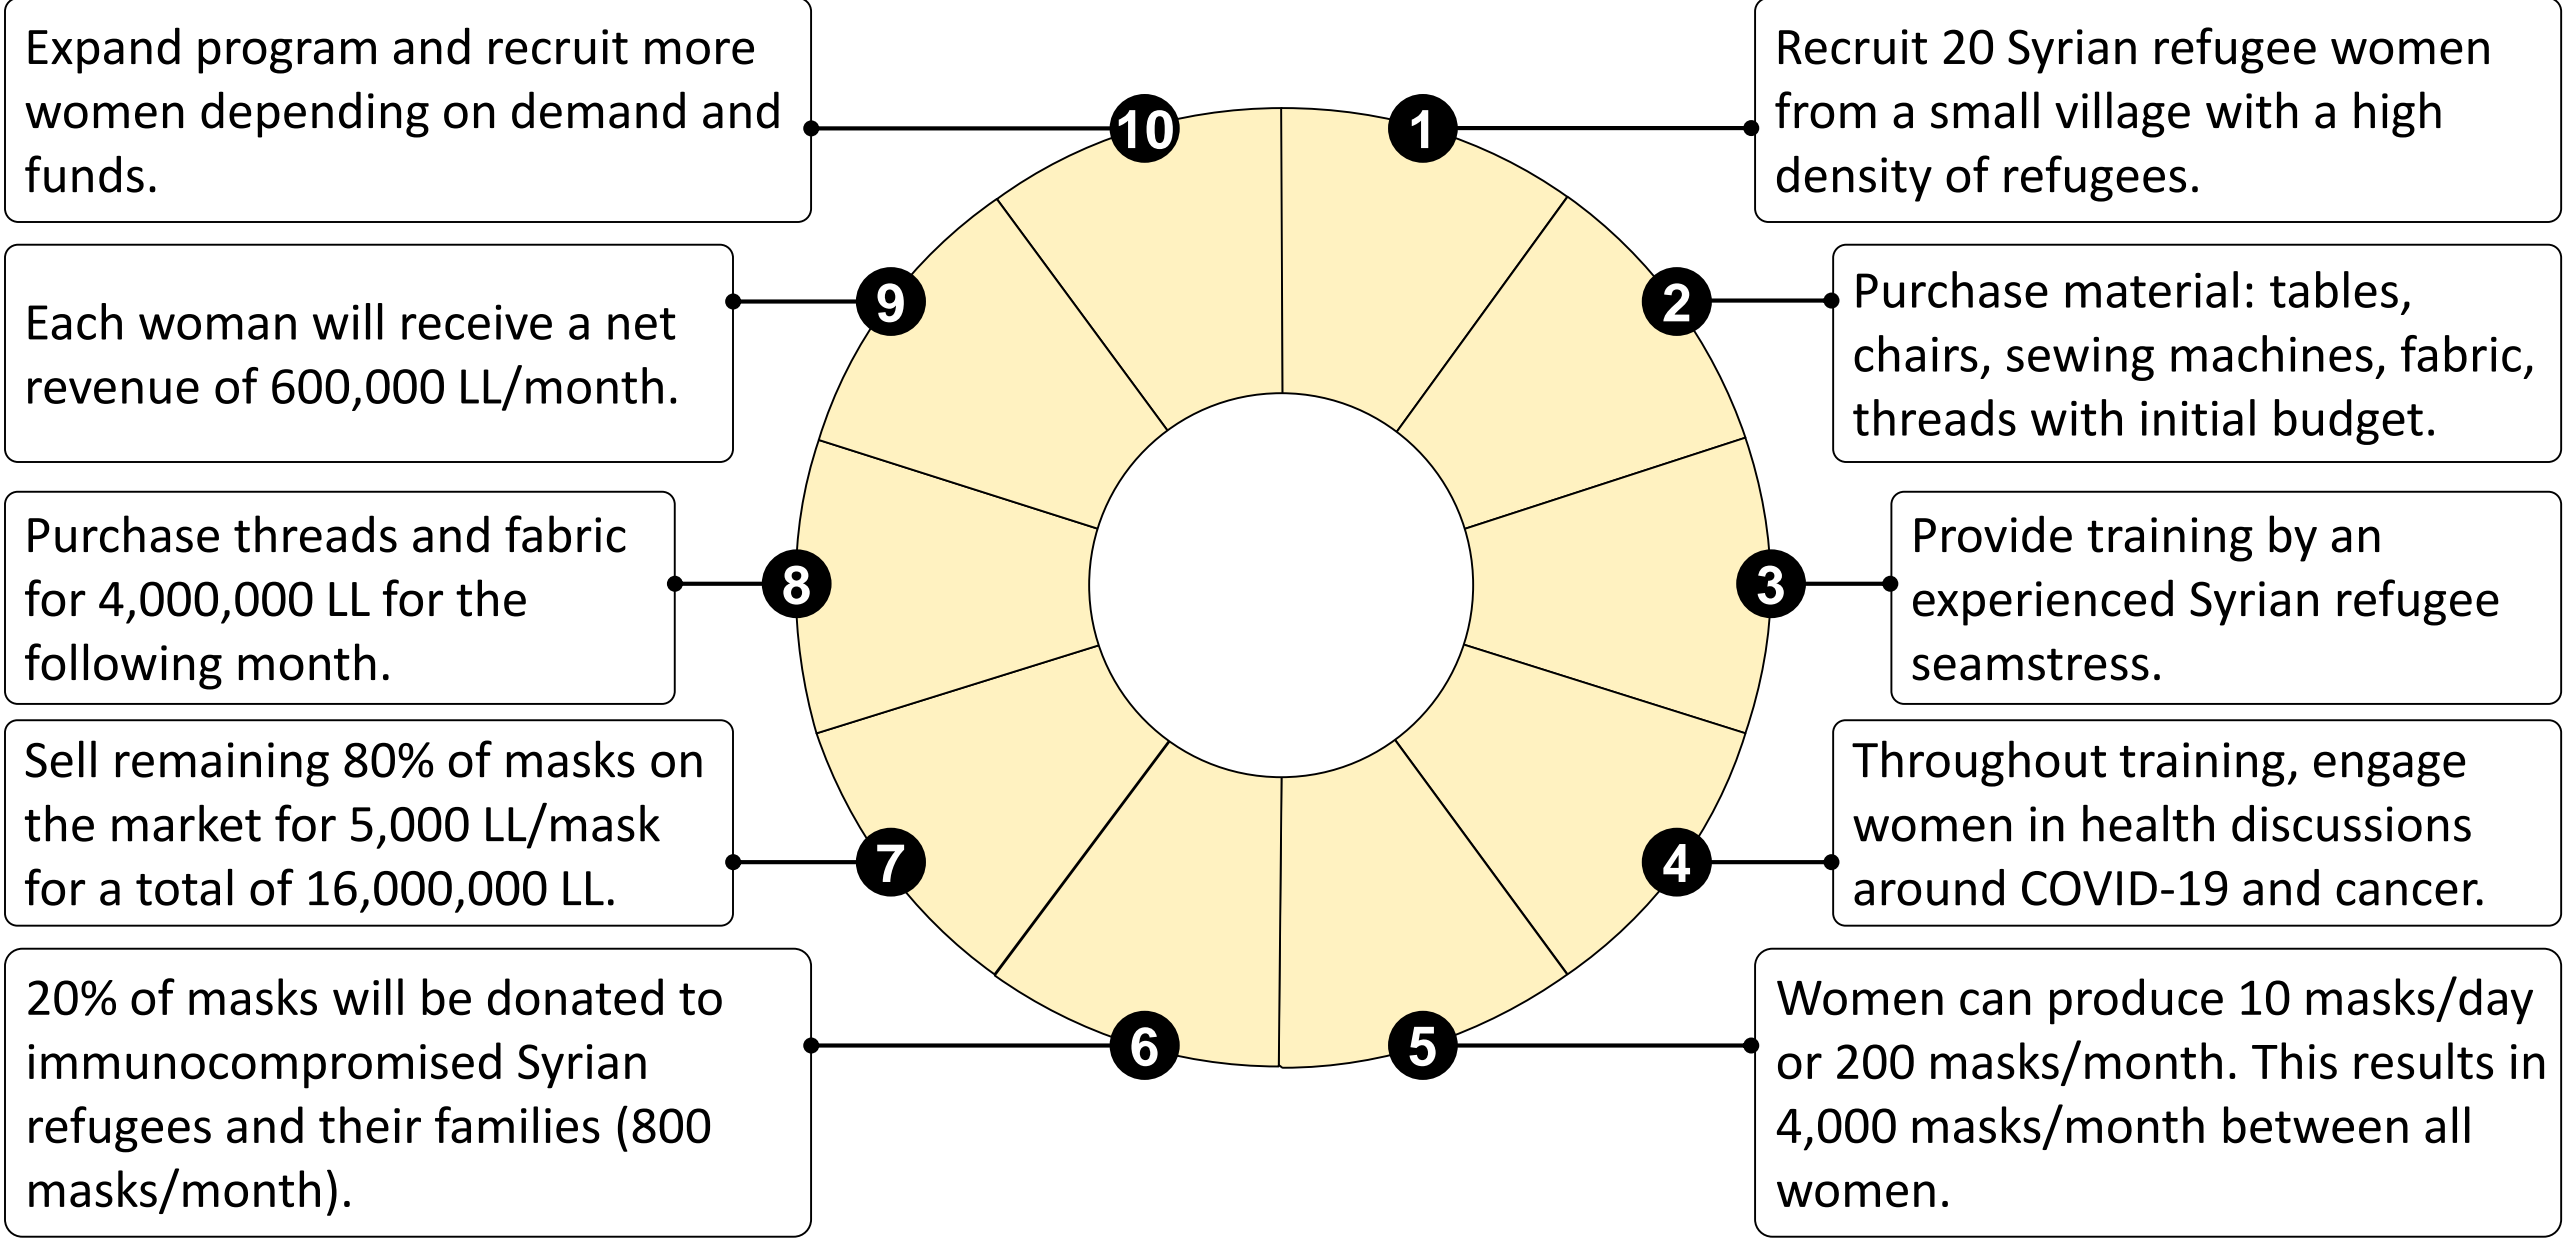 1
Recruit 20 Syrian refugee women
from a small village with a high
density of refugees.
2
Purchase material: tables,
chairs, sewing machines, fabric,
threads with initial budget.
3
Provide training by an
experienced Syrian refugee
seamstress.
4
Throughout training, engage
women in health discussions
around COVID-19 and cancer.
5
Women can produce 10 masks/day
or 200 masks/month. This results in
4,000 masks/month between all
women.
6
20% of masks will be donated to
immunocompromised Syrian
refugees and their families (800
masks/month).
7
Sell remaining 80% of masks on
the market for 5,000 LL/mask
for a total of 16,000,000 LL.
8
Purchase threads and fabric
for 4,000,000 LL for the
following month.
9
Each woman will receive a net
revenue of 600,000 LL/month.
10
Expand program and recruit more
women depending on demand and
funds.